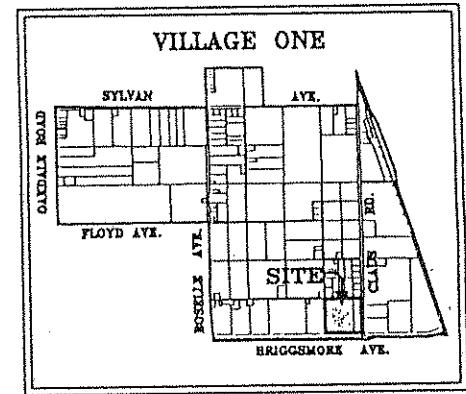 VILLAGE ONE
SYLVAN AVE.
OAKDALE ROAD
FLOYD AVE.
ROSELLE AVE.
CLAUS RD.
SITE
BRIGGSMORE AVE.